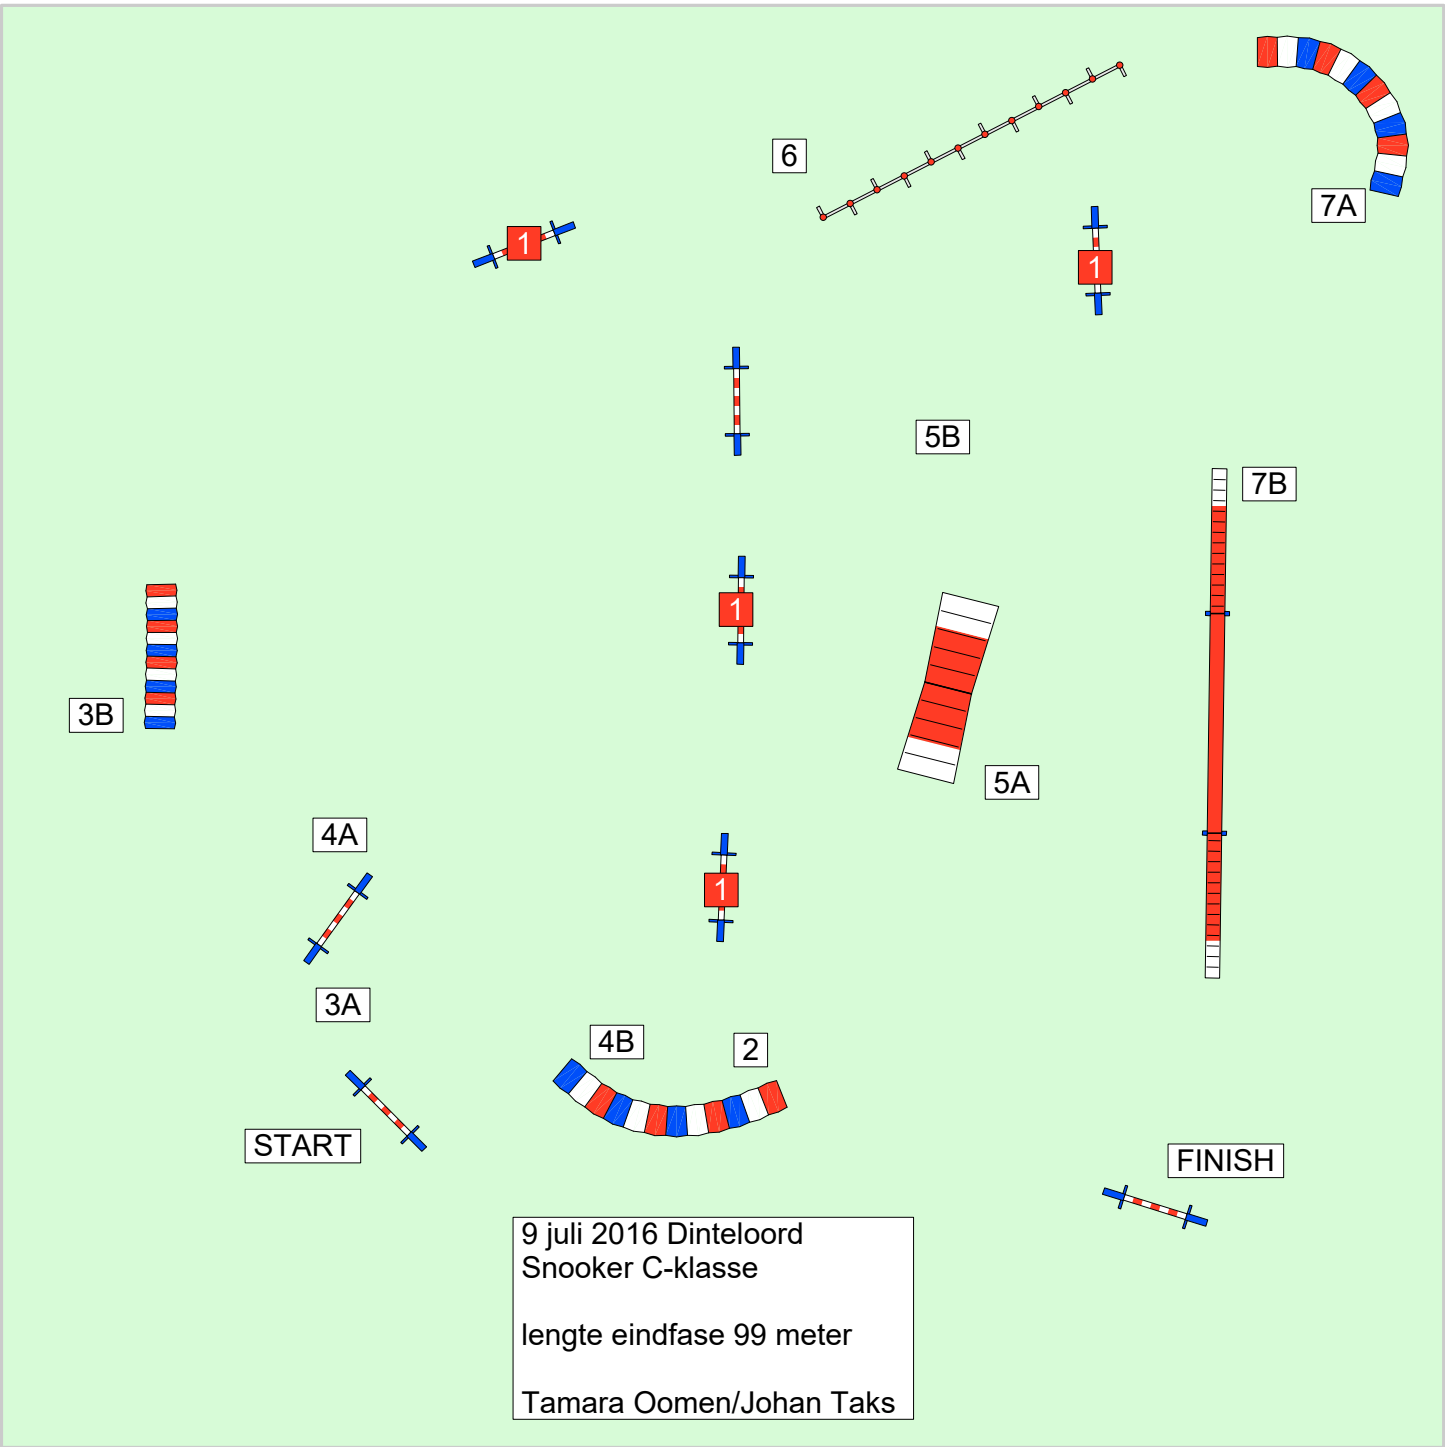 6
7A
1
1
5B
7B
1
3B
5A
4A
1
3A
4B
2
START
FINISH
9 juli 2016 Dinteloord
Snooker C-klasse
lengte eindfase 99 meter
Tamara Oomen/Johan Taks